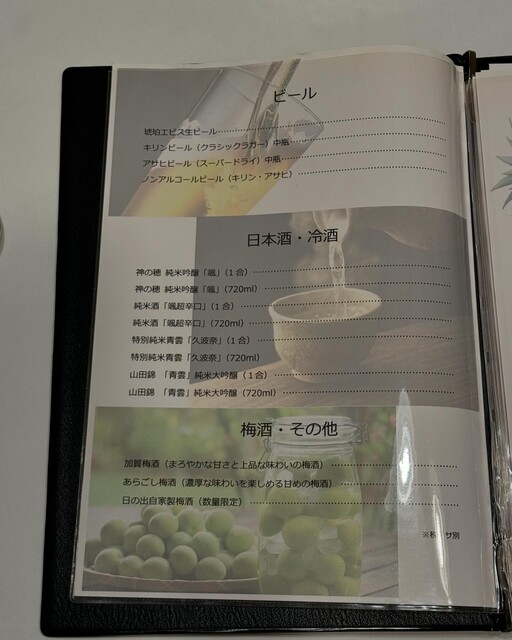 ビール
琥珀ヱビス生ビール
キリンビール（クラシックラガー）中瓶
アサヒビール（スーパードライ）中瓶
ノンアルコールビール（キリン・アサヒ）
日本酒・冷酒
神の穂 純米吟醸「颯」（1合）
神の穂 純米吟醸「颯」（720ml）
純米酒「颯超辛口」（1合）
純米酒「颯超辛口」（720ml）
特別純米青雲「久波奈」（1合）
特別純米青雲「久波奈」（720ml）
山田錦 「青雲」純米大吟醸（1合）
山田錦 「青雲」純米大吟醸（720ml）
梅酒・その他
加賀梅酒（まろやかな甘さと上品な味わいの梅酒）
あらごし梅酒（濃厚な味わいを楽しめる甘めの梅酒）
日の出自家製梅酒（数量限定）
別